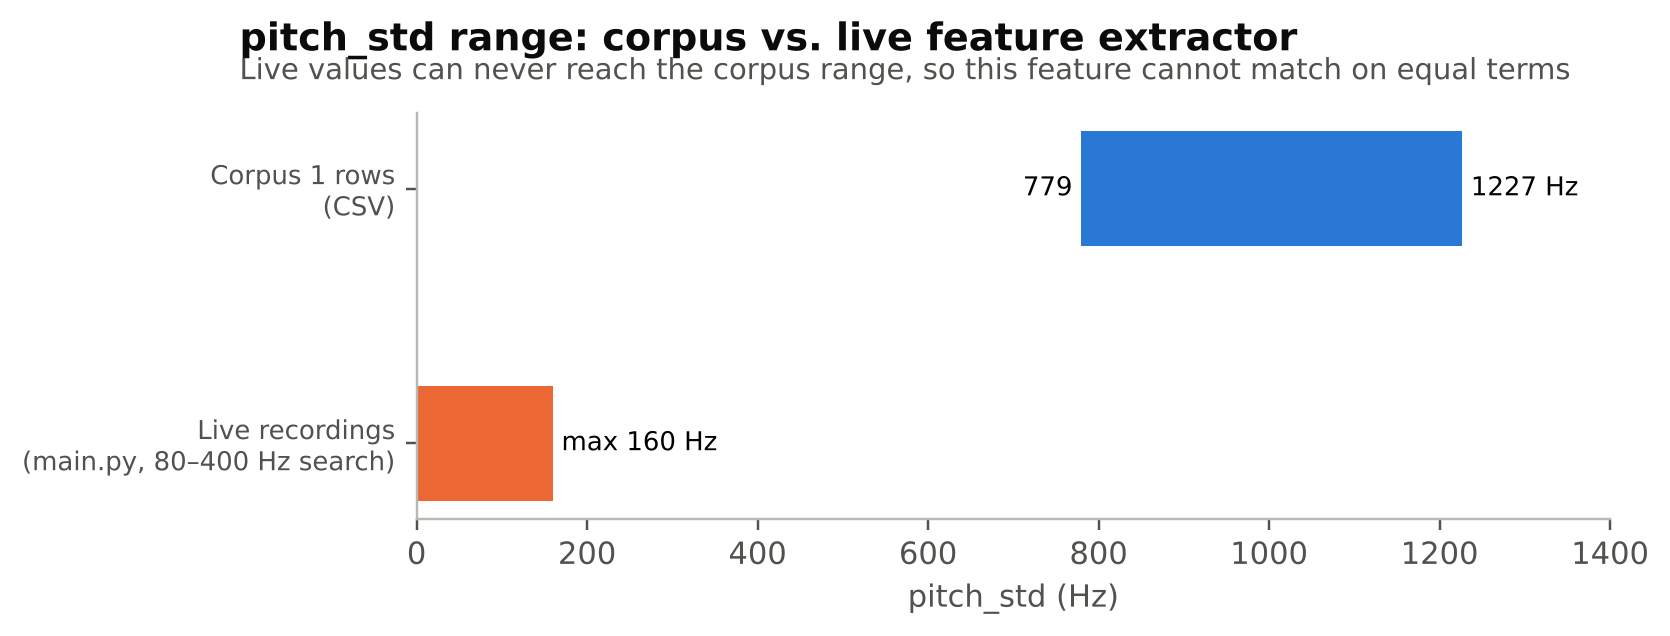 pitch_std range: corpus vs. live feature extractor
Live values can never reach the corpus range, so this feature cannot match on equal terms
Corpus 1 rows
(CSV)
779
1227 Hz
Live recordings
(main.py, 80–400 Hz search)
max 160 Hz
0 200 400 600 800 1000 1200 1400
pitch_std (Hz)